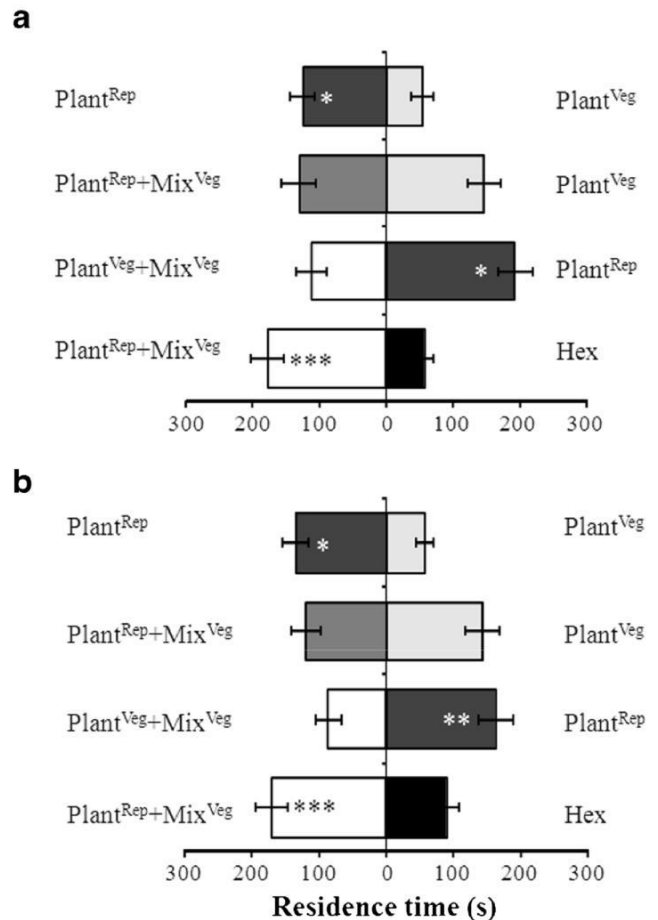 a
Plant^Rep * Plant^Veg
Plant^Rep+Mix^Veg Plant^Veg
Plant^Veg+Mix^Veg * Plant^Rep
Plant^Rep+Mix^Veg *** Hex
300 200 100 0 100 200 300
b
Plant^Rep * Plant^Veg
Plant^Rep+Mix^Veg Plant^Veg
Plant^Veg+Mix^Veg ** Plant^Rep
Plant^Rep+Mix^Veg *** Hex
300 200 100 0 100 200 300
Residence time (s)